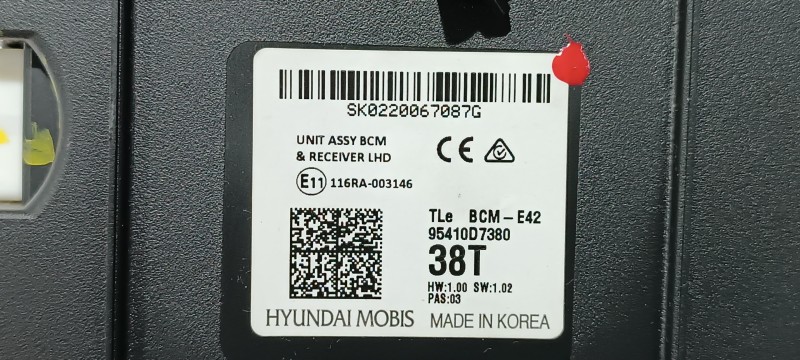 SK0220067087G
UNIT ASSY BCM
& RECEIVER LHD
CE
E11 116RA-003146
TLe BCM-E42
95410D7380
38T
HW:1.00 SW:1.02
PAS:03
HYUNDAI MOBIS MADE IN KOREA